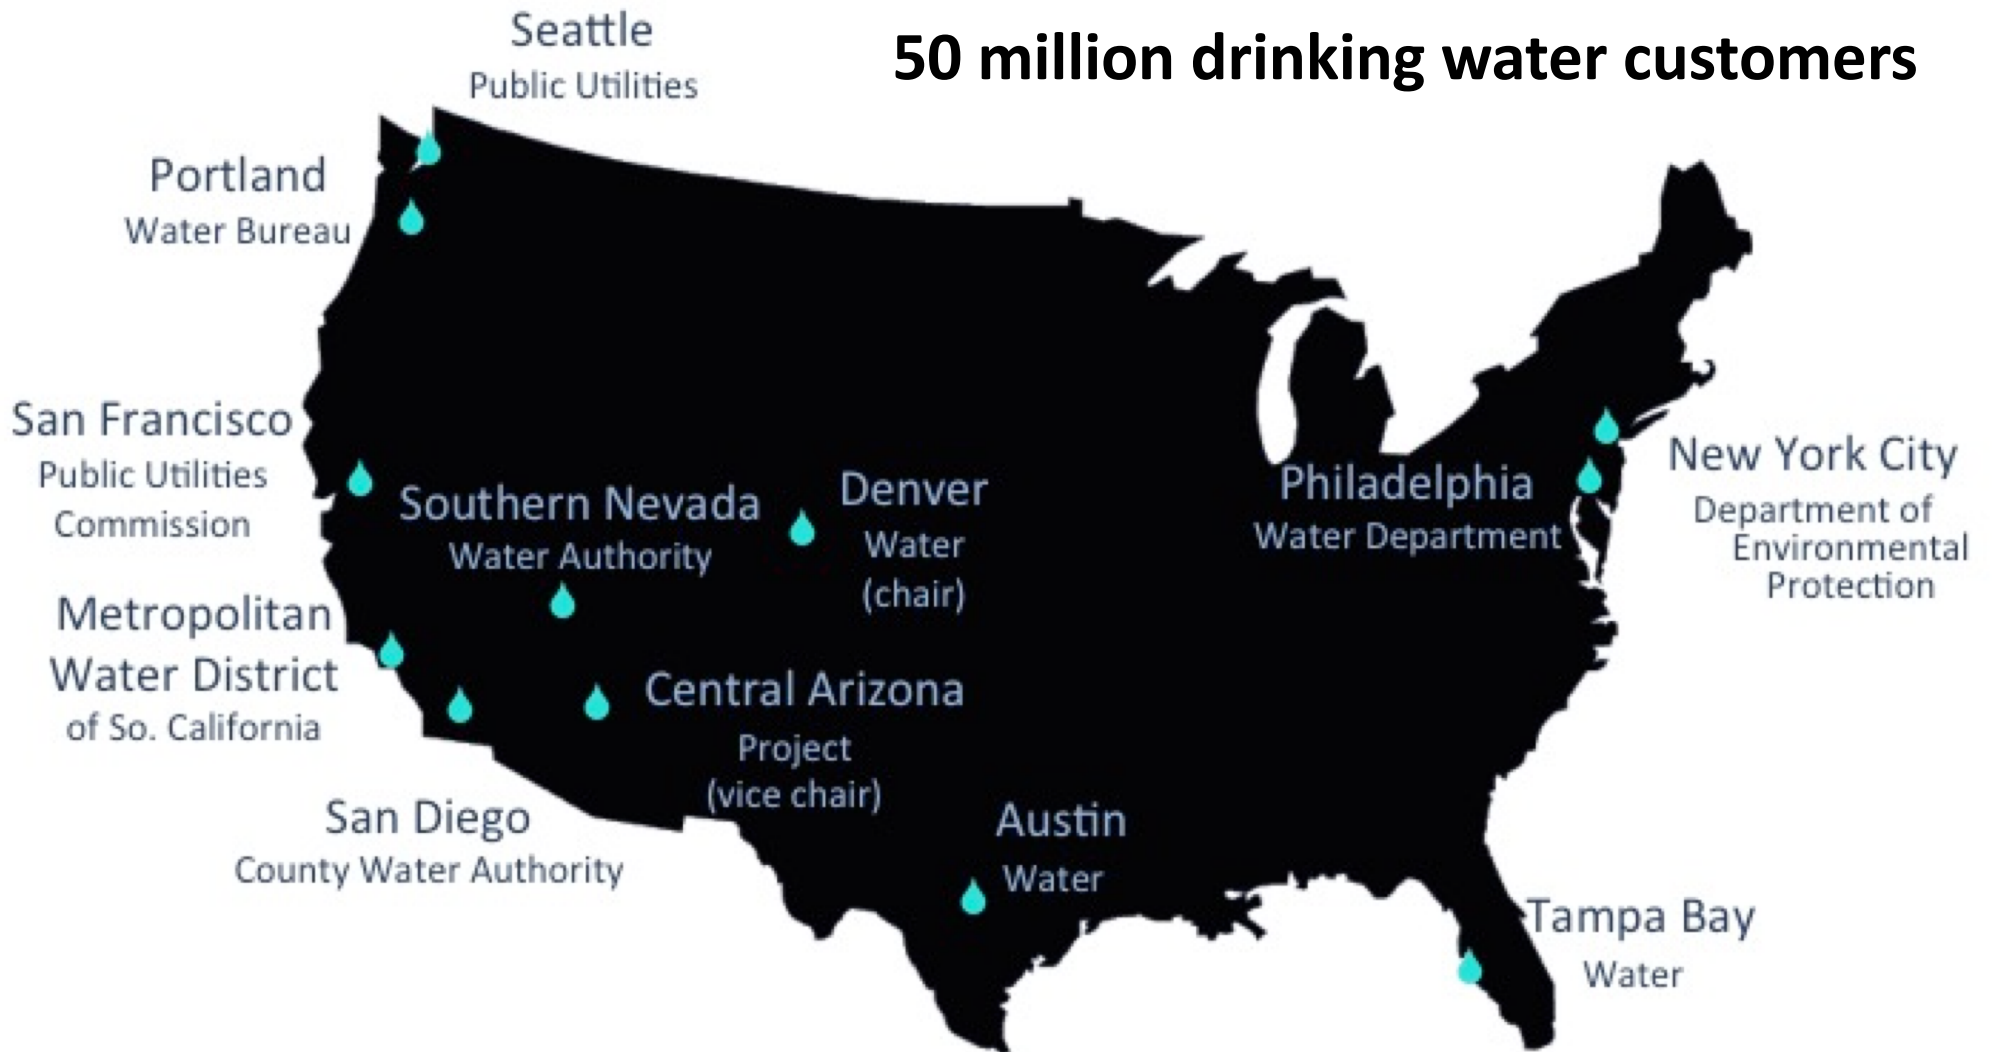 50 million drinking water customers
Seattle
Public Utilities
Portland
Water Bureau
San Francisco
Public Utilities
Commission
Southern Nevada
Water Authority
Denver
Water
(chair)
Philadelphia
Water Department
New York City
Department of
Environmental
Protection
Metropolitan
Water District
of So. California
Central Arizona
Project
(vice chair)
San Diego
County Water Authority
Austin
Water
Tampa Bay
Water